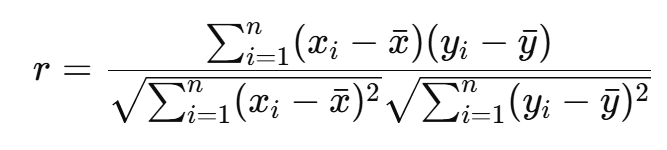 r = \frac{\sum_{i=1}^{n}(x_i - \bar{x})(y_i - \bar{y})}{\sqrt{\sum_{i=1}^{n}(x_i - \bar{x})^2}\sqrt{\sum_{i=1}^{n}(y_i - \bar{y})^2}}